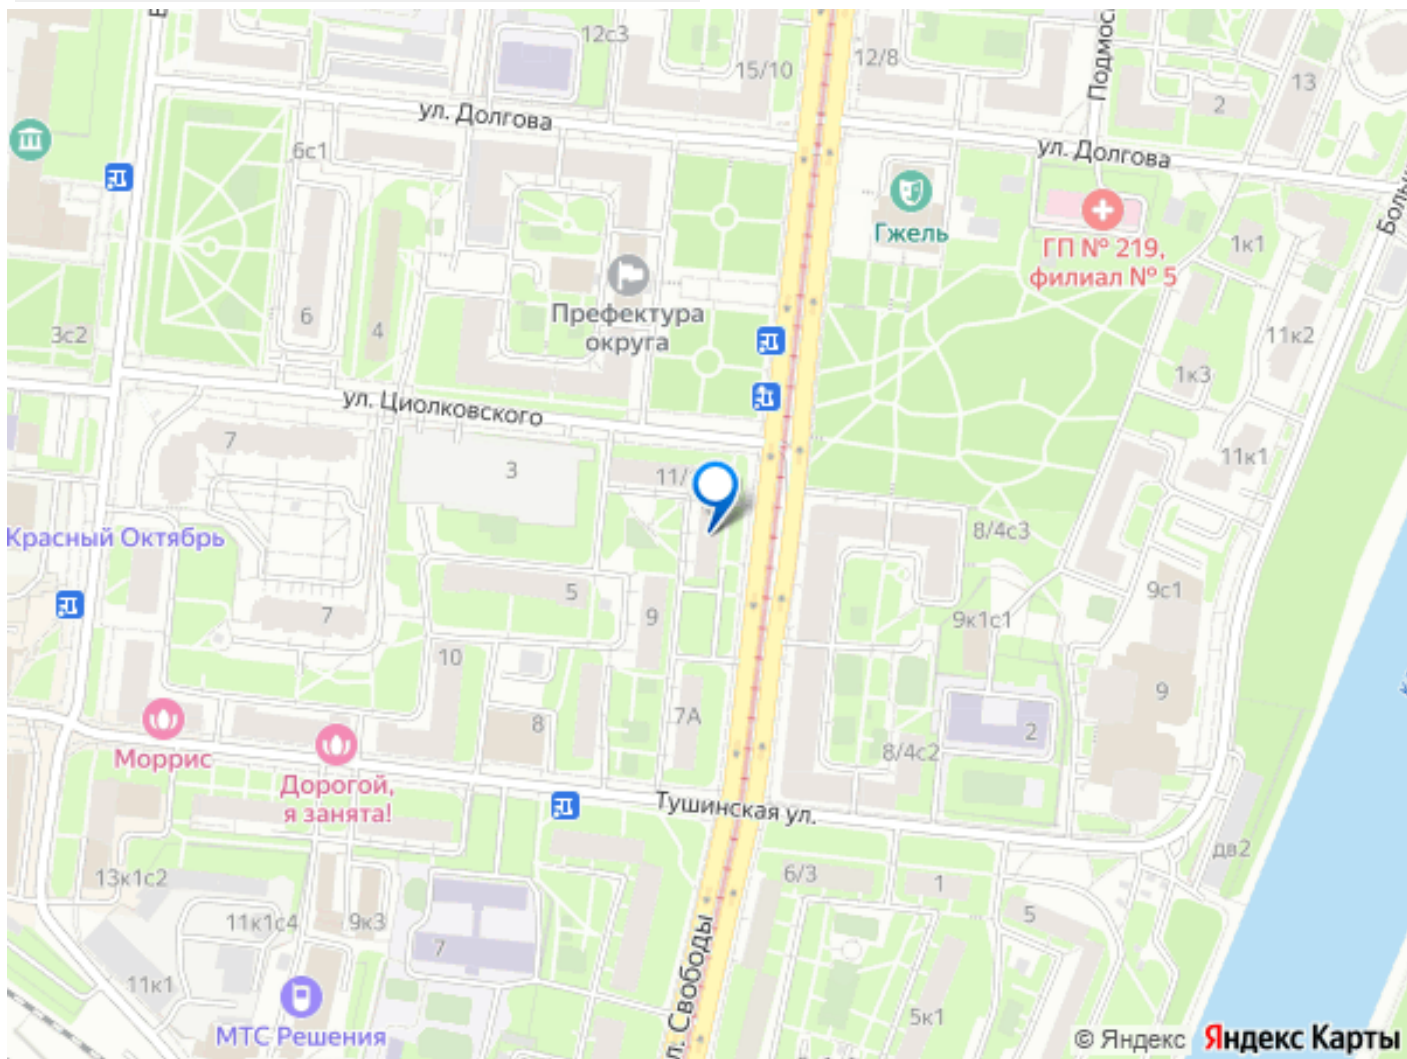 12с3
15/10
12/8
Подмос
13
2
ул. Долгова
ул. Долгова
6с1
Гжель
ГП № 219,
филиал № 5
1к1
Префектура
округа
6
4
3с2
11к2
1к3
ул. Циолковского
7
3
11/
11к1
Красный Октябрь
8/4с3
5
9
9с1
7
9к1с1
10
9
7А
8
2
8/4с2
Моррис
Дорогой,
я занята!
Тушинская ул.
дв2
13к1с2
6/3
1
5
11к1с4
9к3
7
11к1
МТС Решения
л. Свободы
5к1
© Яндекс Яндекс Карты